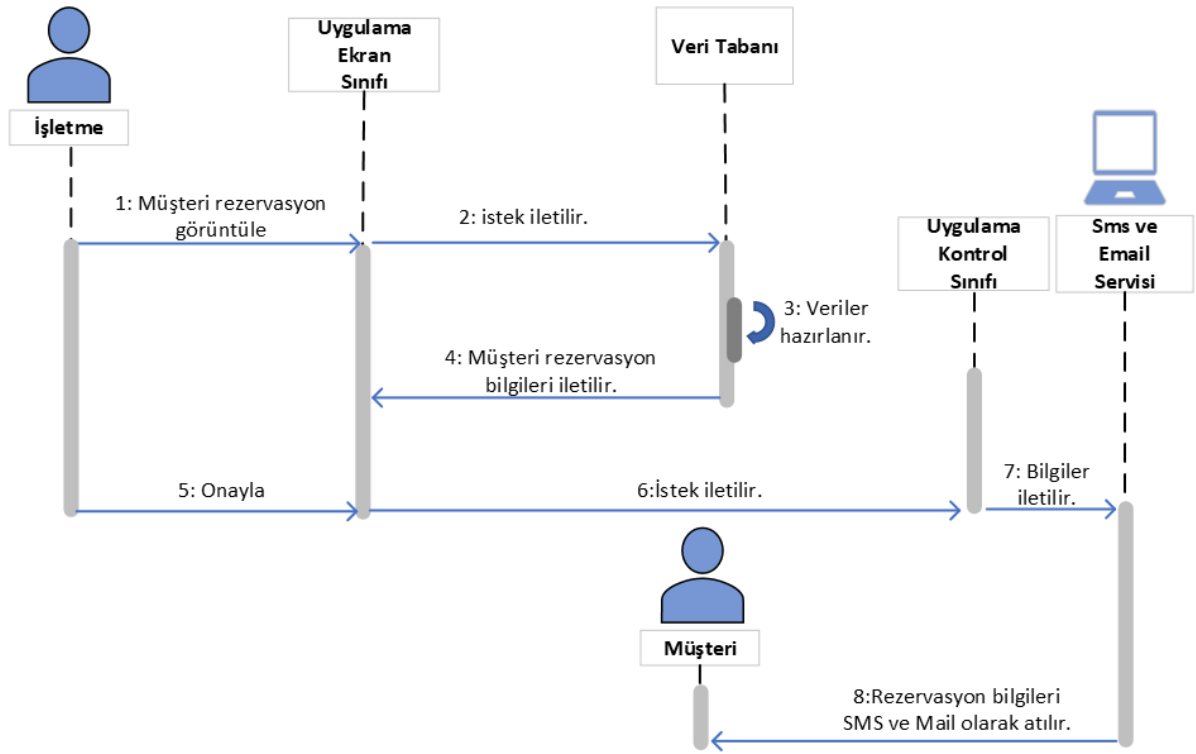 Uygulama
Ekran
Sınıfı
Veri Tabanı
İşletme
1: Müşteri rezervasyon
görüntüle
2: istek iletilir.
Uygulama
Kontrol
Sınıfı
Sms ve
Email
Servisi
3: Veriler
hazırlanır.
4: Müşteri rezervasyon
bilgileri iletilir.
5: Onayla
6:İstek iletilir.
7: Bilgiler
iletilir.
Müşteri
8:Rezervasyon bilgileri
SMS ve Mail olarak atılır.